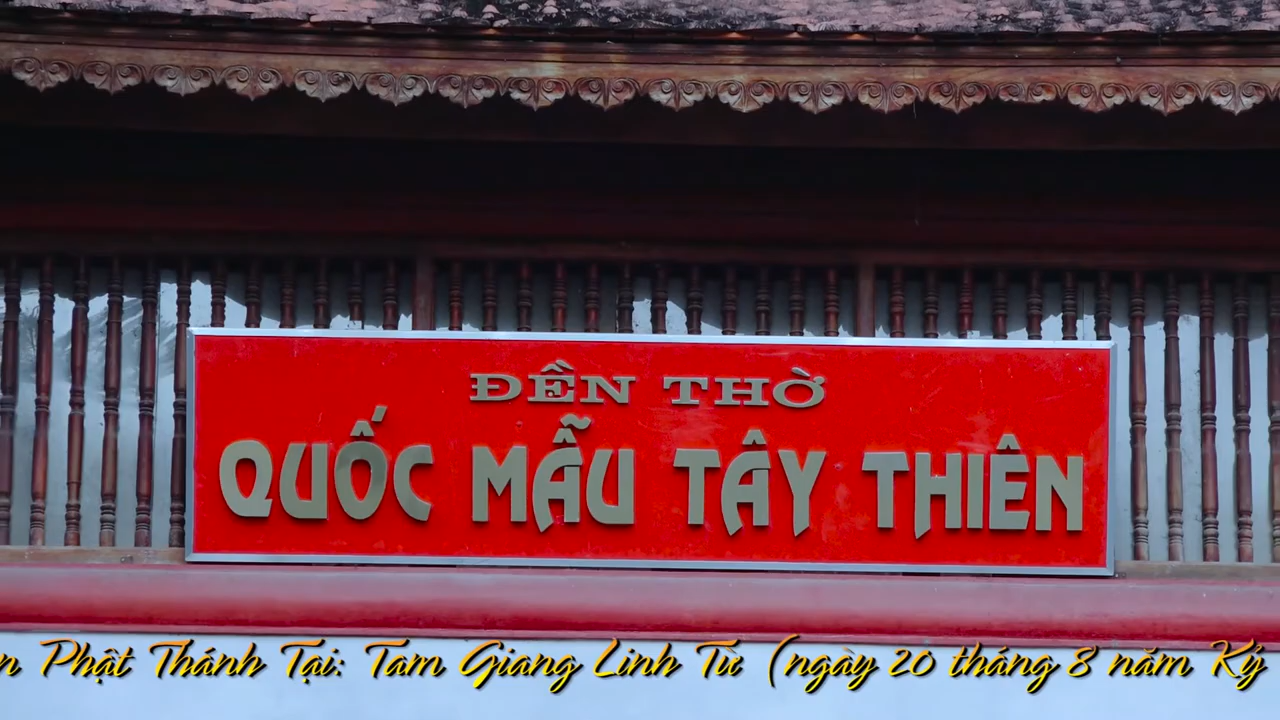 ĐỀN THỜ
QUỐC MẪU TÂY THIÊN
Phật Thánh Tại: Tam Giang Linh Từ (ngày 20 tháng 8 năm Kỷ